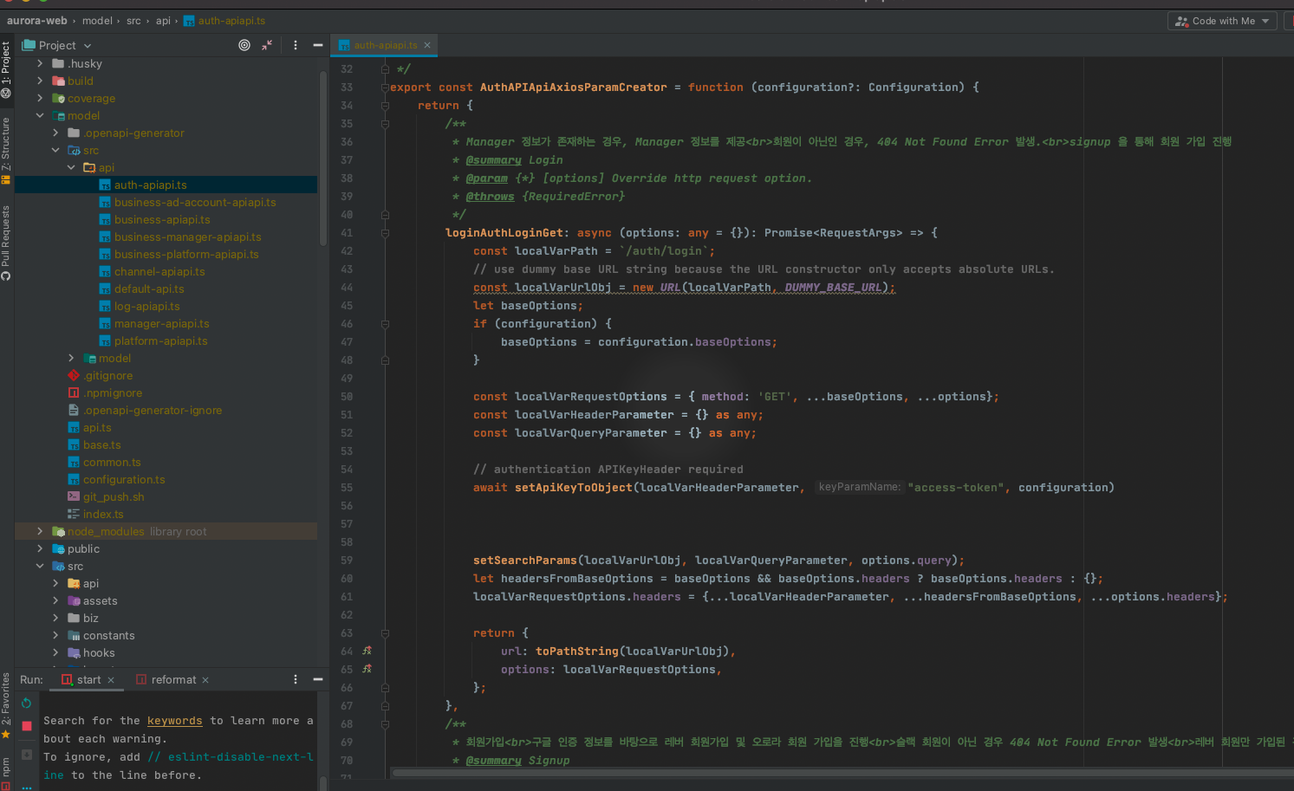 aurora-web › model › src › api › auth-apiapi.ts
Code with Me
Project
auth-apiapi.ts
1: Project
7: Structure
Pull Requests
2: Favorites
npm
.husky
build
coverage
model
.openapi-generator
src
api
auth-apiapi.ts
business-ad-account-apiapi.ts
business-apiapi.ts
business-manager-apiapi.ts
business-platform-apiapi.ts
channel-apiapi.ts
default-api.ts
log-apiapi.ts
manager-apiapi.ts
platform-apiapi.ts
model
.gitignore
.npmignore
.openapi-generator-ignore
api.ts
base.ts
common.ts
configuration.ts
git_push.sh
index.ts
node_modules library root
public
src
api
assets
biz
constants
hooks
32 */
33 export const AuthAPIApiAxiosParamCreator = function (configuration?: Configuration) {
34 return {
35 /**
36 * Manager 정보가 존재하는 경우, Manager 정보를 제공<br>회원이 아닌인 경우, 404 Not Found Error 발생.<br>signup 을 통해 회원 가입 진행
37 * @summary Login
38 * @param {*} [options] Override http request option.
39 * @throws {RequiredError}
40 */
41 loginAuthLoginGet: async (options: any = {}): Promise<RequestArgs> => {
42 const localVarPath = `/auth/login`;
43 // use dummy base URL string because the URL constructor only accepts absolute URLs.
44 const localVarUrlObj = new URL(localVarPath, DUMMY_BASE_URL);
45 let baseOptions;
46 if (configuration) {
47 baseOptions = configuration.baseOptions;
48 }
49
50 const localVarRequestOptions = { method: 'GET', ...baseOptions, ...options};
51 const localVarHeaderParameter = {} as any;
52 const localVarQueryParameter = {} as any;
53
54 // authentication APIKeyHeader required
55 await setApiKeyToObject(localVarHeaderParameter, keyParamName: "access-token", configuration)
56
57
58
59 setSearchParams(localVarUrlObj, localVarQueryParameter, options.query);
60 let headersFromBaseOptions = baseOptions && baseOptions.headers ? baseOptions.headers : {};
61 localVarRequestOptions.headers = {...localVarHeaderParameter, ...headersFromBaseOptions, ...options.headers};
62
63 return {
64 url: toPathString(localVarUrlObj),
65 options: localVarRequestOptions,
66 };
67 },
68 /**
69 * 회원가입<br>구글 인증 정보를 바탕으로 레버 회원가입 및 오로라 회원 가입을 진행<br>슬랙 회원이 아닌 경우 404 Not Found Error 발생<br>레버 회원만 가입된
70 * @summary Signup
71
Run: start reformat
Search for the keywords to learn more a
bout each warning.
To ignore, add // eslint-disable-next-l
ine to the line before.